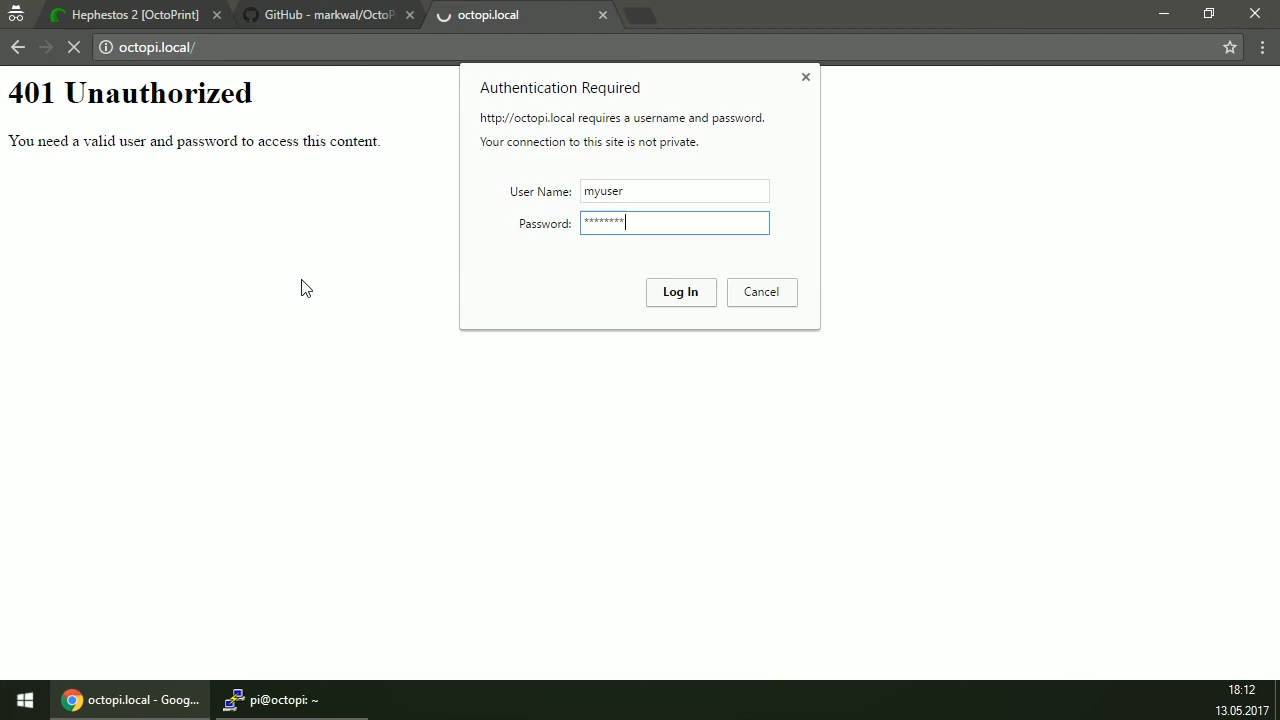 Hephestos 2 [OctoPrint]
GitHub - markwal/OctoP
octopi.local
octopi.local/
401 Unauthorized
You need a valid user and password to access this content.
Authentication Required
http://octopi.local requires a username and password.
Your connection to this site is not private.
User Name: myuser
Password: ********
Log In Cancel
octopi.local - Goog...
pi@octopi: ~
18:12
13.05.2017